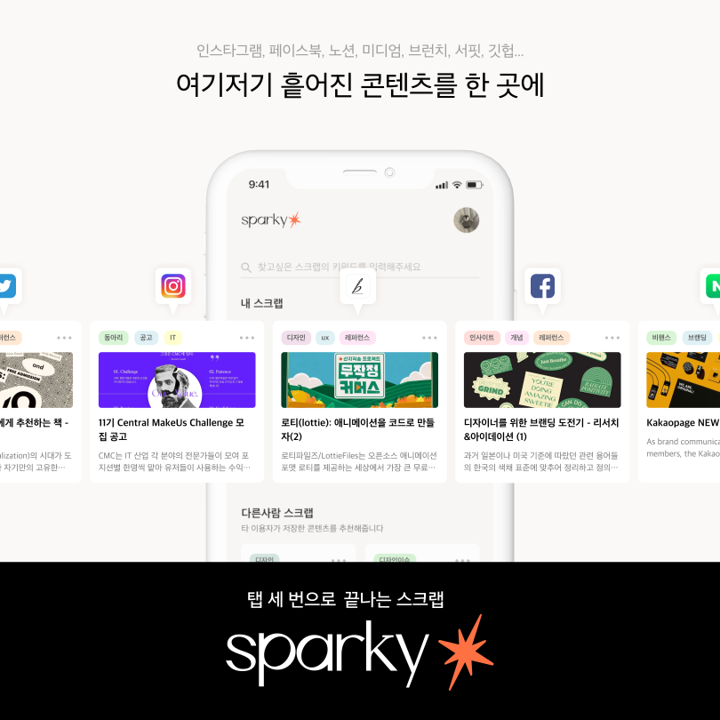 인스타그램, 페이스북, 노션, 미디엄, 브런치, 서핏, 깃헙...
여기저기 흩어진 콘텐츠를 한 곳에
9:41
sparky
찾고싶은 스크랩의 키워드를 입력해주세요
내 스크랩
동아리 공고 IT
디자인 ux 레퍼런스
인사이트 개념 레퍼런스
비핸스 브랜딩
and
무작정
커머스
GRIND
YOU'RE
DOING
AMAZING
SWEETIE
CAN DO
에게 추천하는 책 -
11기 Central MakeUs Challenge 모
집 공고
로티(lottie): 애니메이션을 코드로 만들
자(2)
디자이너를 위한 브랜딩 도전기 - 리서치
&아이데이션 (1)
Kakaopage NEW
alization)의 시대가 도
자기만의 고유한...
CMC는 IT 산업 각 분야의 전문가들이 모여 포
지션별 한명씩 맡아 유저들이 사용하는 수익...
로티파일즈/LottieFiles는 오픈소스 애니메이션
포맷 로티를 제공하는 세상에서 가장 큰 무료...
과거 일본이나 미국 기준에 따랐던 관련 용어들
의 한국의 색채 표준에 맞추어 정리하고 정의...
As brand communica
members, the Kakao
다른사람 스크랩
타 이용자가 저장한 콘텐츠를 추천해줍니다
디자인 디자인이슈
탭 세 번으로 끝나는 스크랩
sparky